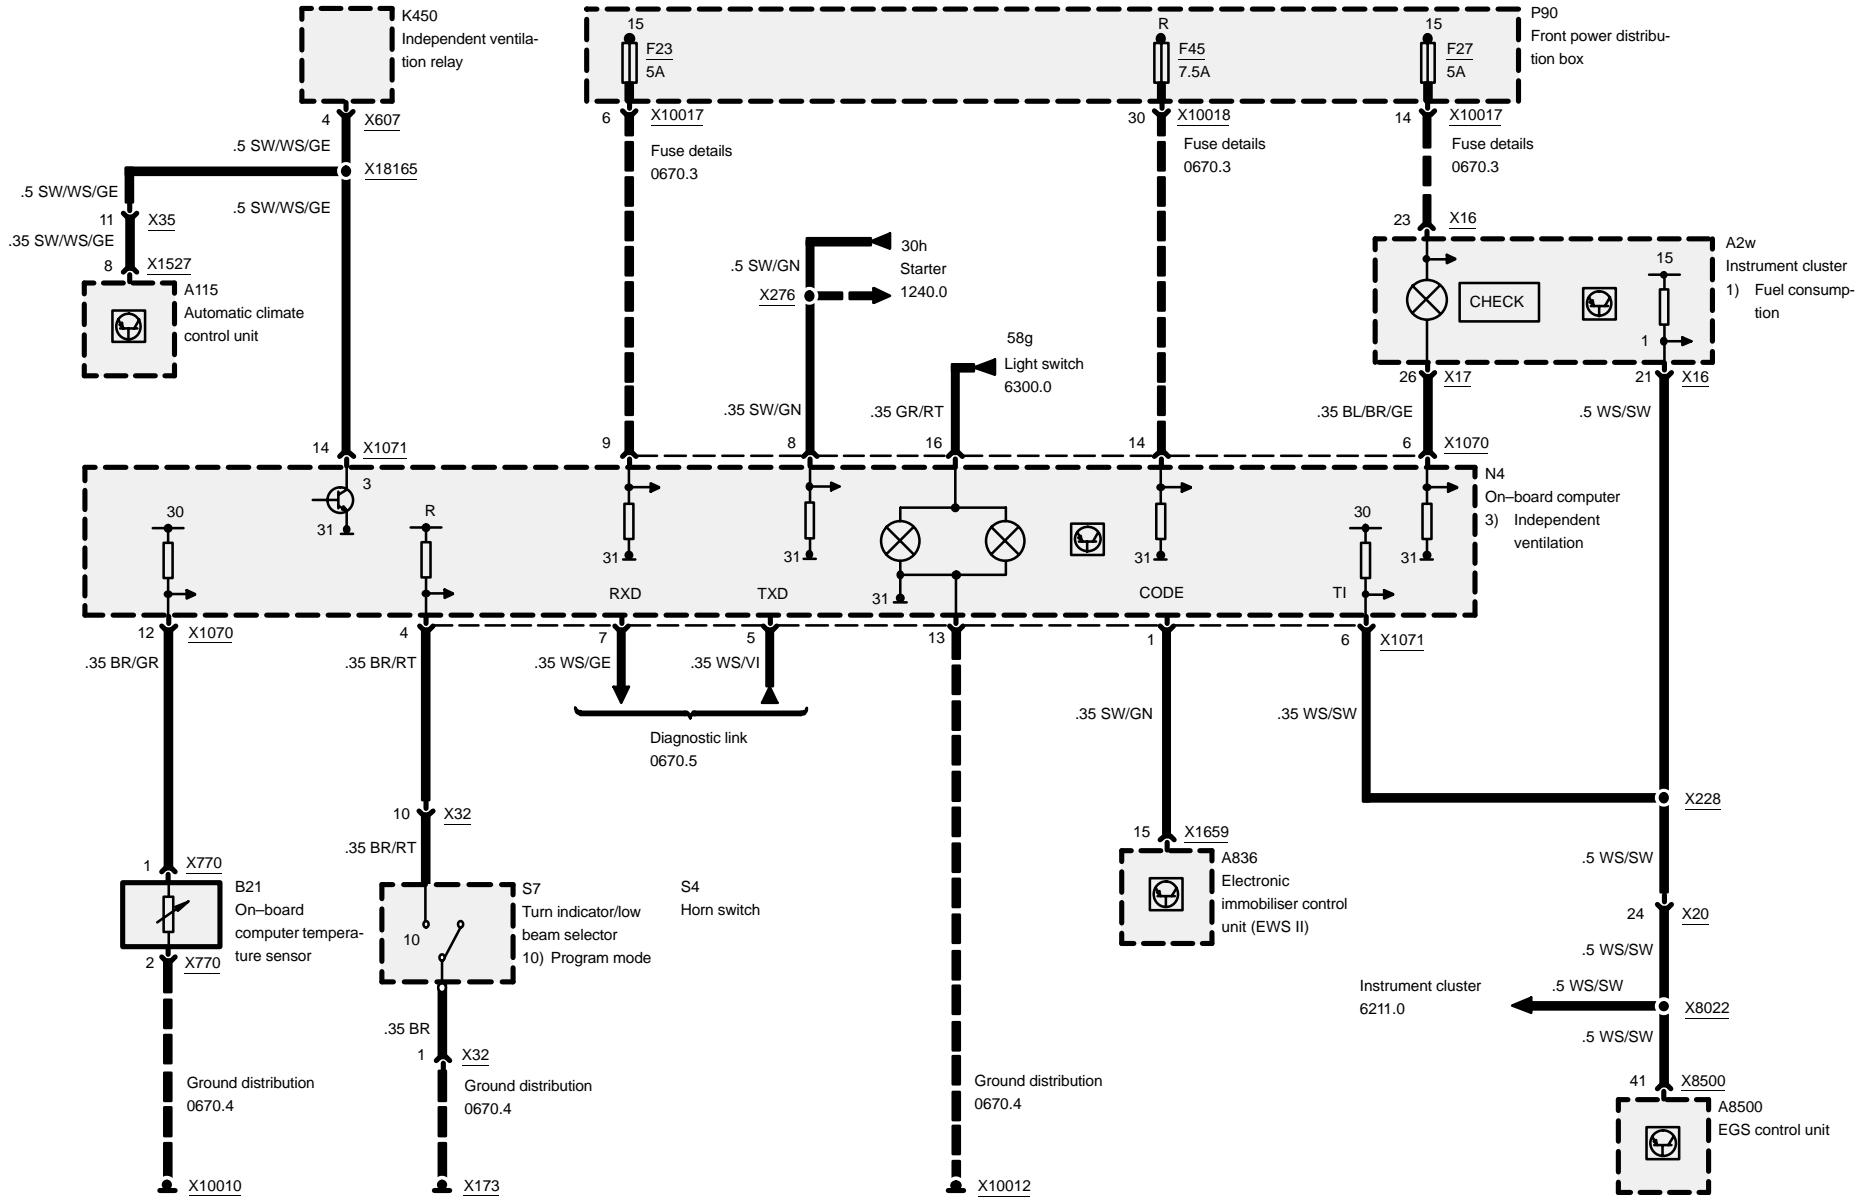 K450
Independent ventila-
tion relay
15
F23
5A
R
F45
7.5A
15
F27
5A
P90
Front power distribu-
tion box
4
X607
6
X10017
30
X10018
14
X10017
.5 SW/WS/GE
Fuse details
0670.3
Fuse details
0670.3
Fuse details
0670.3
X18165
.5 SW/WS/GE
.5 SW/WS/GE
11
X35
.35 SW/WS/GE
8
X1527
A115
Automatic climate
control unit
30h
Starter
1240.0
.5 SW/GN
X276
58g
Light switch
6300.0
23
X16
A2w
Instrument cluster
1) Fuel consump-
tion
15
CHECK
1
26
X17
21
X16
.35 SW/GN
.35 GR/RT
.35 BL/BR/GE
.5 WS/SW
14
X1071
9
8
16
14
6
X1070
N4
On–board computer
3) Independent
ventilation
3
31
30
R
31
31
31
31
30
31
RXD
TXD
CODE
TI
12
X1070
4
7
5
13
1
6
X1071
.35 BR/GR
.35 BR/RT
.35 WS/GE
.35 WS/VI
.35 SW/GN
.35 WS/SW
Diagnostic link
0670.5
10
X32
.35 BR/RT
X228
15
X1659
A836
Electronic
immobiliser control
unit (EWS II)
.5 WS/SW
1
X770
B21
On–board
computer tempera-
ture sensor
2
X770
S7
Turn indicator/low
beam selector
10) Program mode
10
S4
Horn switch
24
X20
.5 WS/SW
Instrument cluster
6211.0
.5 WS/SW
X8022
.5 WS/SW
.35 BR
1
X32
Ground distribution
0670.4
Ground distribution
0670.4
Ground distribution
0670.4
41
X8500
A8500
EGS control unit
X10010
X173
X10012